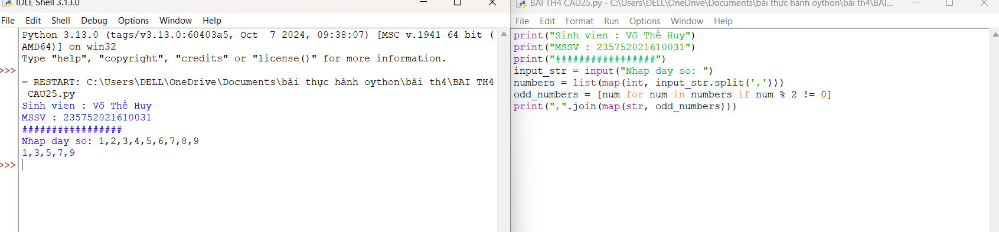 IDLE Shell 3.13.0
File Edit Shell Debug Options Window Help
Python 3.13.0 (tags/v3.13.0:60403a5, Oct  7 2024, 09:38:07) [MSC v.1941 64 bit (
AMD64)] on win32
Type "help", "copyright", "credits" or "license()" for more information.
>>>
= RESTART: C:\Users\DELL\OneDrive\Documents\bài thực hành oython\bài th4\BAI TH4
 CAU25.py
Sinh vien : Võ Thế Huy
MSSV : 235752021610031
#################
Nhap day so: 1,2,3,4,5,6,7,8,9
1,3,5,7,9
>>>
BAI TH4 CAU25.py - C:\Users\DELL\OneDrive\Documents\bài thực hành oython\bài th4\BAI...
File Edit Format Run Options Window Help
print("Sinh vien : Võ Thế Huy")
print("MSSV : 235752021610031")
print("#################")
input_str = input("Nhap day so: ")
numbers = list(map(int, input_str.split(',')))
odd_numbers = [num for num in numbers if num % 2 != 0]
print(",".join(map(str, odd_numbers)))